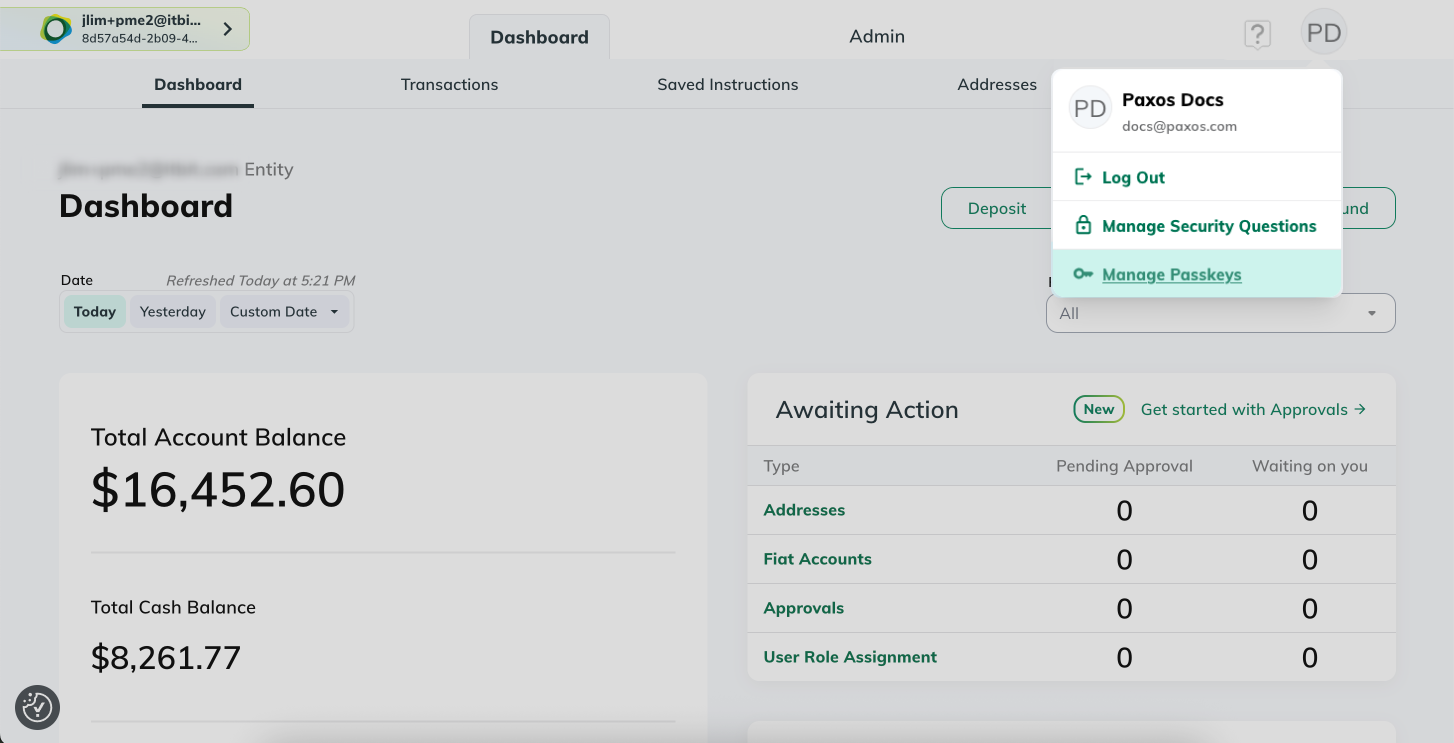 jlim+pme2@itbi...
8d57a54d-2b09-4...
Dashboard
Admin
?
PD
Dashboard
Transactions
Saved Instructions
Addresses
PD
Paxos Docs
docs@paxos.com
Log Out
Manage Security Questions
Manage Passkeys
Entity
Dashboard
Deposit
und
Date
Refreshed Today at 5:21 PM
Today
Yesterday
Custom Date
All
Total Account Balance
$16,452.60
Total Cash Balance
$8,261.77
Awaiting Action
New
Get started with Approvals →
Type Pending Approval Waiting on you
Addresses 0 0
Fiat Accounts 0 0
Approvals 0 0
User Role Assignment 0 0